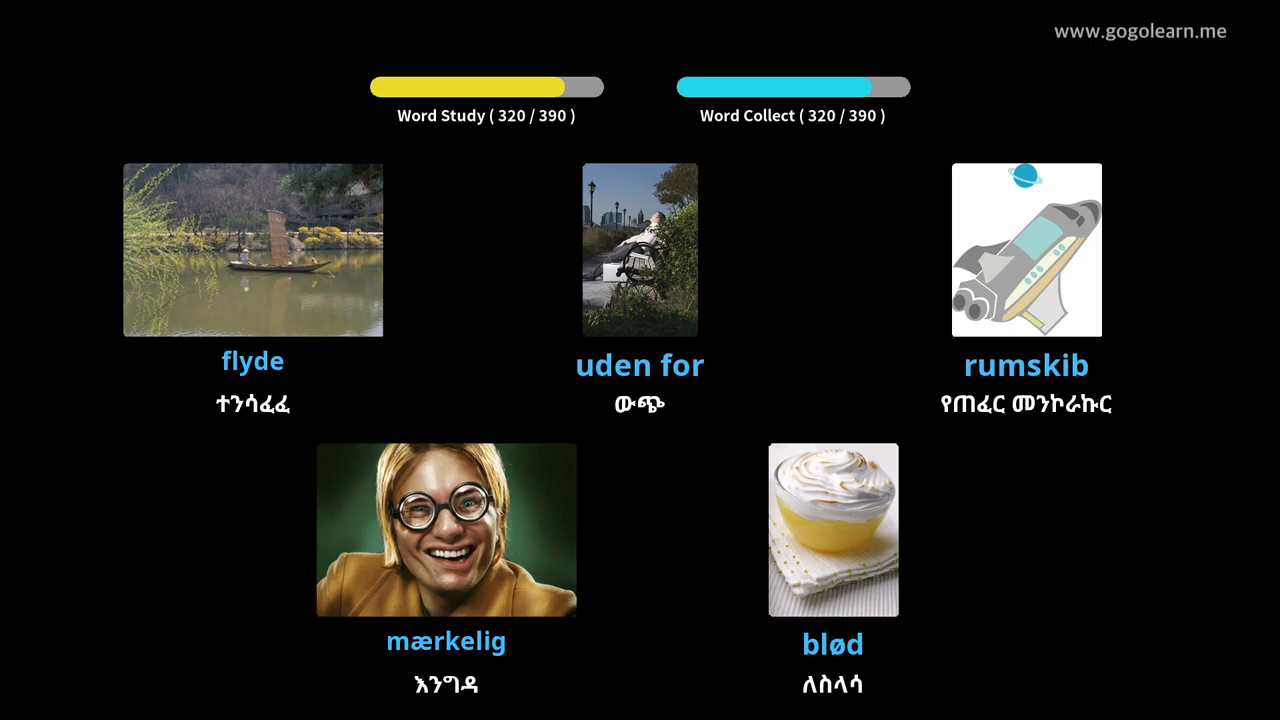 www.gogolearn.me
Word Study ( 320 / 390 )
Word Collect ( 320 / 390 )
flyde
ተንሳፈፈ
uden for
ውጭ
rumskib
የጠፈር መንኮራኩር
mærkelig
እንግዳ
blød
ለስላሳ